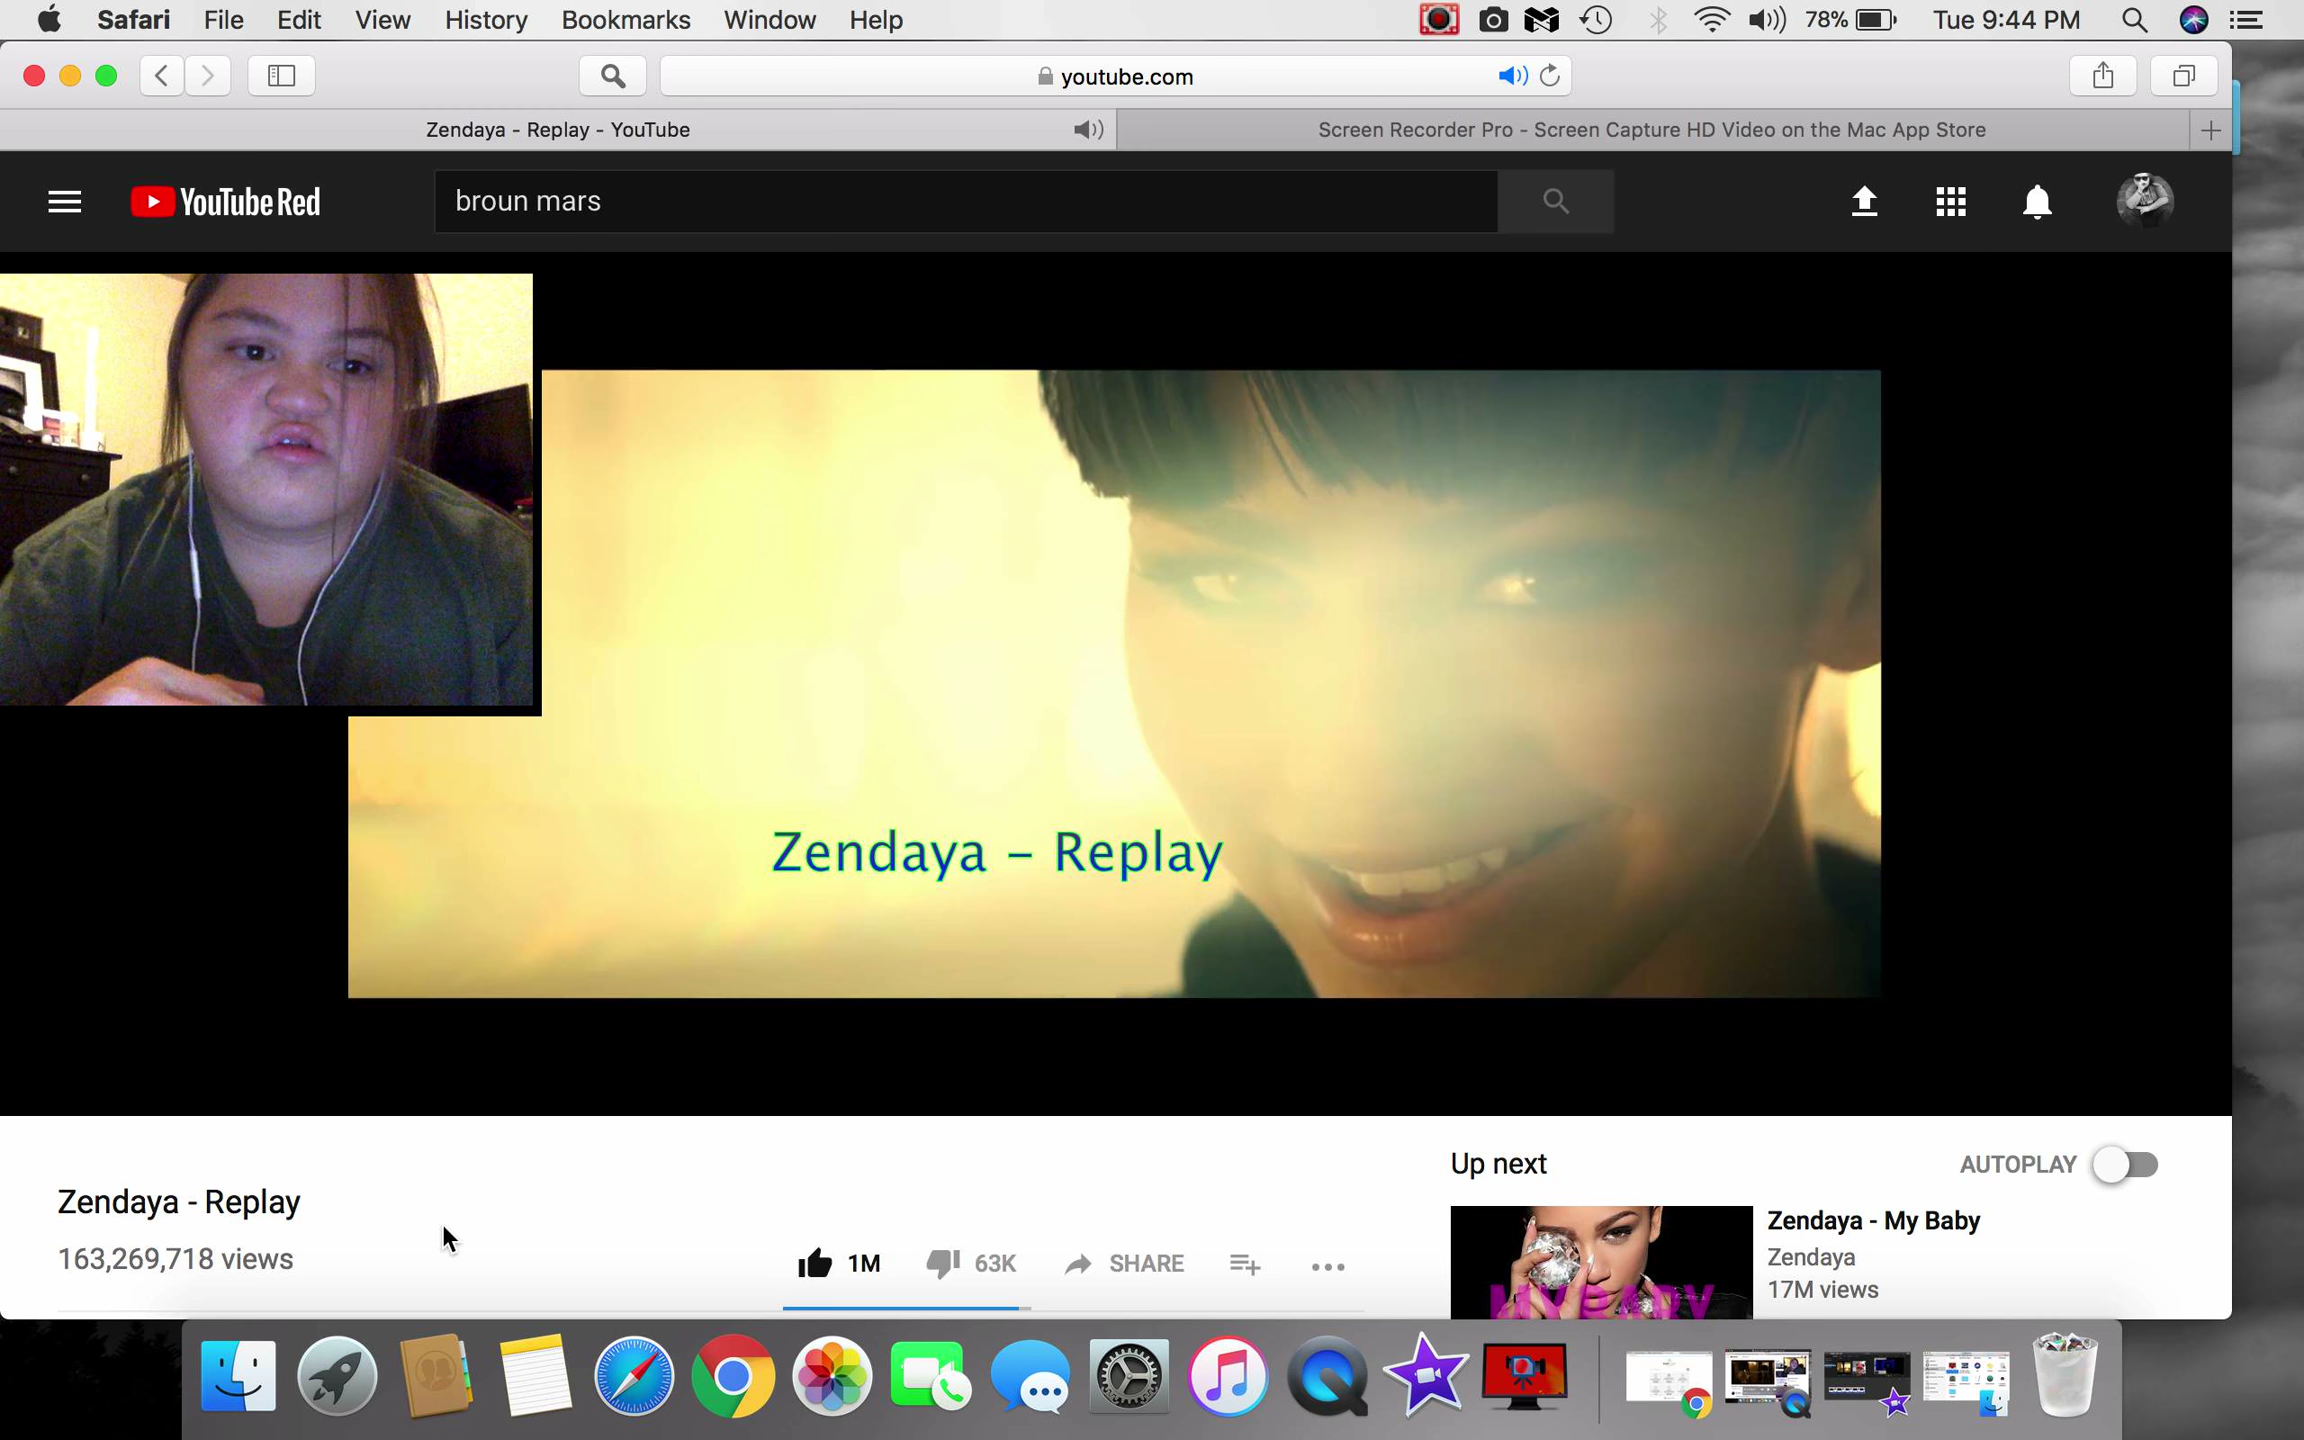 Safari File Edit View History Bookmarks Window Help 78% Tue 9:44 PM
youtube.com
Zendaya - Replay - YouTube
Screen Recorder Pro - Screen Capture HD Video on the Mac App Store
YouTube Red
broun mars
Zendaya – Replay
Up next
AUTOPLAY
Zendaya - Replay
163,269,718 views
1M 63K SHARE
Zendaya - My Baby
Zendaya
17M views
MY BABY